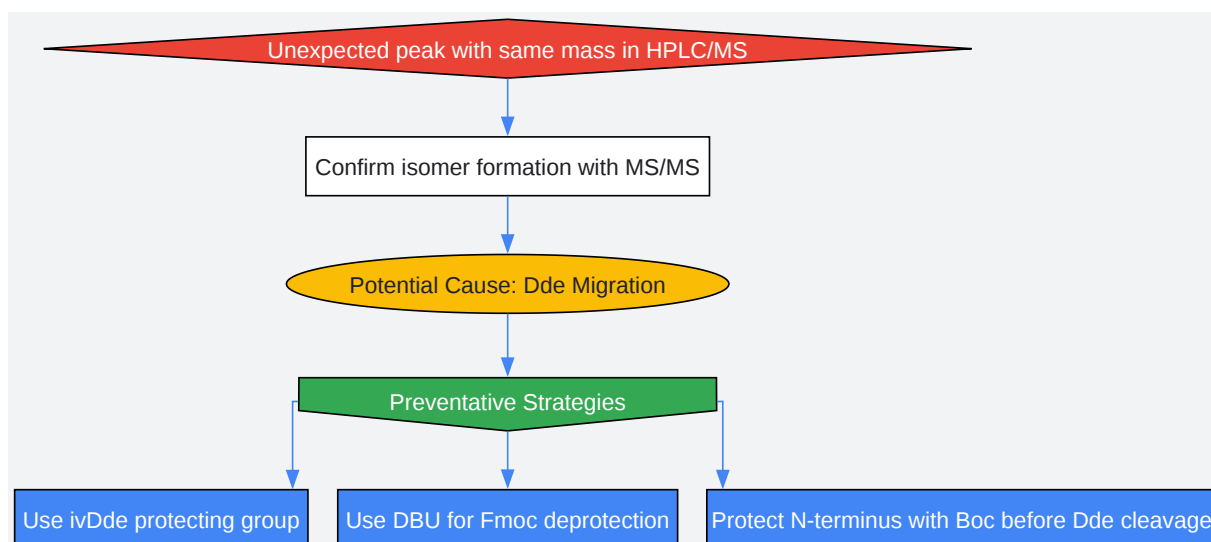 Unexpected peak with same mass in HPLC/MS
Confirm isomer formation with MS/MS
Potential Cause: Dde Migration
Preventative Strategies
Use ivDde protecting group
Use DBU for Fmoc deprotection
Protect N-terminus with Boc before Dde cleavage